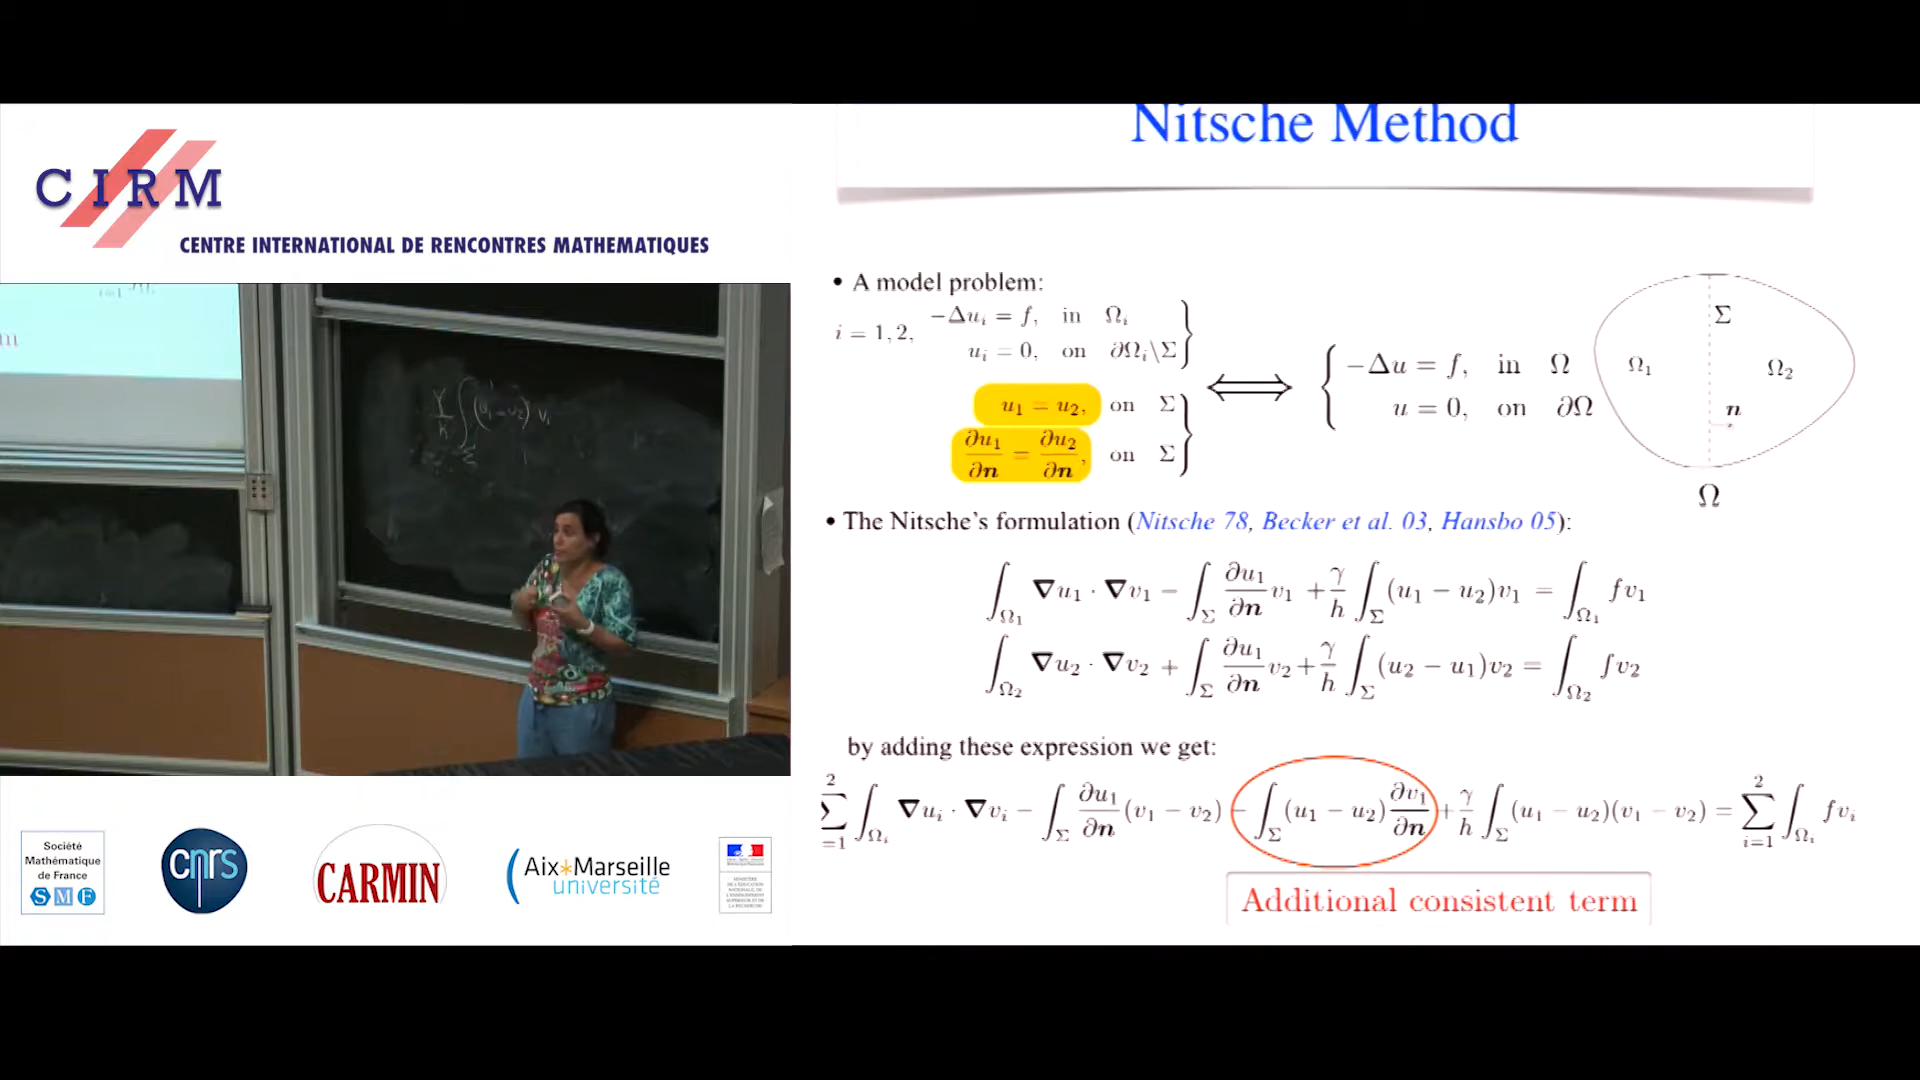 CIRM
CENTRE INTERNATIONAL DE RENCONTRES MATHEMATIQUES
Nitsche Method
• A model problem:
i = 1, 2,
−Δu_i = f, in Ω_i
u_i = 0, on ∂Ω_i\Σ
u_1 = u_2, on Σ
∂u_1/∂n = ∂u_2/∂n, on Σ
⟺
−Δu = f, in Ω
u = 0, on ∂Ω
Σ
Ω_1
Ω_2
n
Ω
• The Nitsche's formulation (Nitsche 78, Becker et al. 03, Hansbo 05):
∫_{Ω_1} ∇u_1 · ∇v_1 − ∫_Σ ∂u_1/∂n v_1 + γ/h ∫_Σ (u_1 − u_2)v_1 = ∫_{Ω_1} fv_1
∫_{Ω_2} ∇u_2 · ∇v_2 + ∫_Σ ∂u_1/∂n v_2 + γ/h ∫_Σ (u_2 − u_1)v_2 = ∫_{Ω_2} fv_2
by adding these expression we get:
∑_{=1}^{2} ∫_{Ω_i} ∇u_i · ∇v_i − ∫_Σ ∂u_1/∂n (v_1 − v_2) − ∫_Σ (u_1 − u_2) ∂v_1/∂n + γ/h ∫_Σ (u_1 − u_2)(v_1 − v_2) = ∑_{i=1}^{2} ∫_{Ω_i} fv_i
Additional consistent term
γ/h ∫_Σ (u_1 − u_2) v_1
Société
Mathématique
de France
SMF
cnrs
CARMIN
Aix*Marseille
université